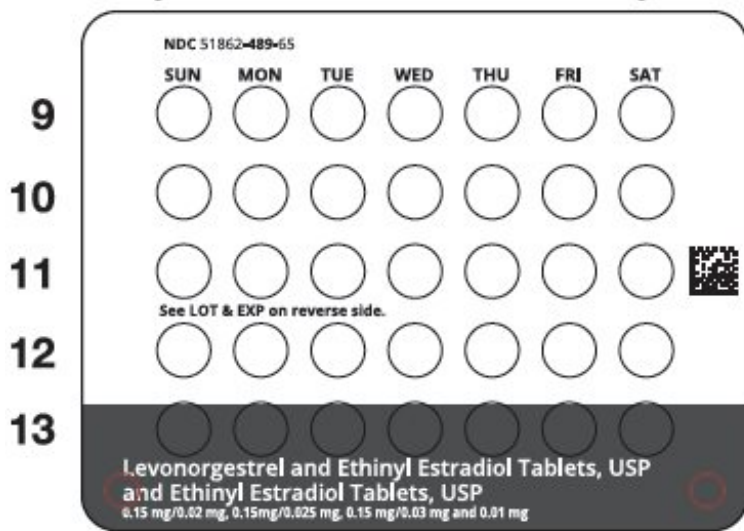 NDC 51862-489-65
SUN MON TUE WED THU FRI SAT
9
10
11
See LOT & EXP on reverse side.
12
13
Levonorgestrel and Ethinyl Estradiol Tablets, USP
and Ethinyl Estradiol Tablets, USP
0.15 mg/0.02 mg, 0.15mg/0.025 mg, 0.15 mg/0.03 mg and 0.01 mg